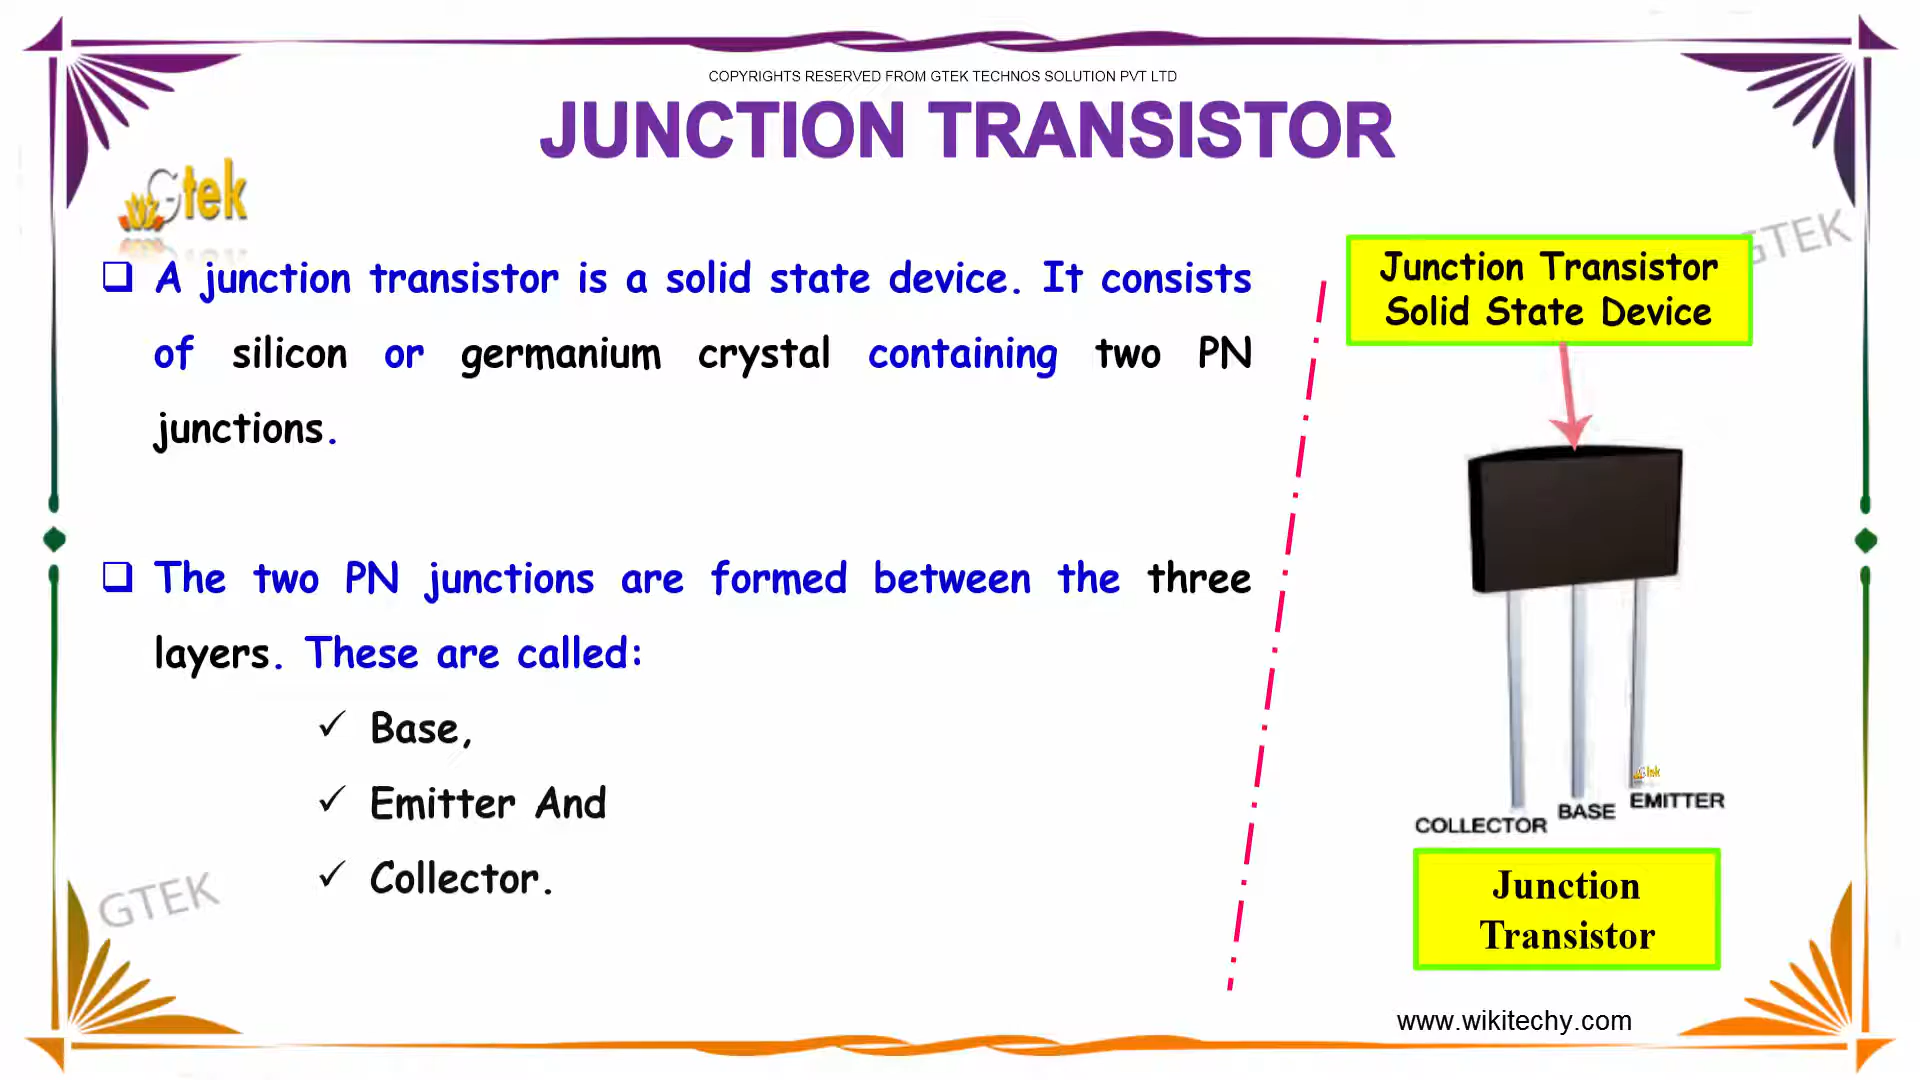 COPYRIGHTS RESERVED FROM GTEK TECHNOS SOLUTION PVT LTD
JUNCTION TRANSISTOR
Gtek
GTEK
A junction transistor is a solid state device. It consists
of silicon or germanium crystal containing two PN
junctions.
The two PN junctions are formed between the three
layers. These are called:
Base,
Emitter And
Collector.
GTEK
Junction Transistor
Solid State Device
Gtek
COLLECTOR
BASE
EMITTER
Junction
Transistor
www.wikitechy.com